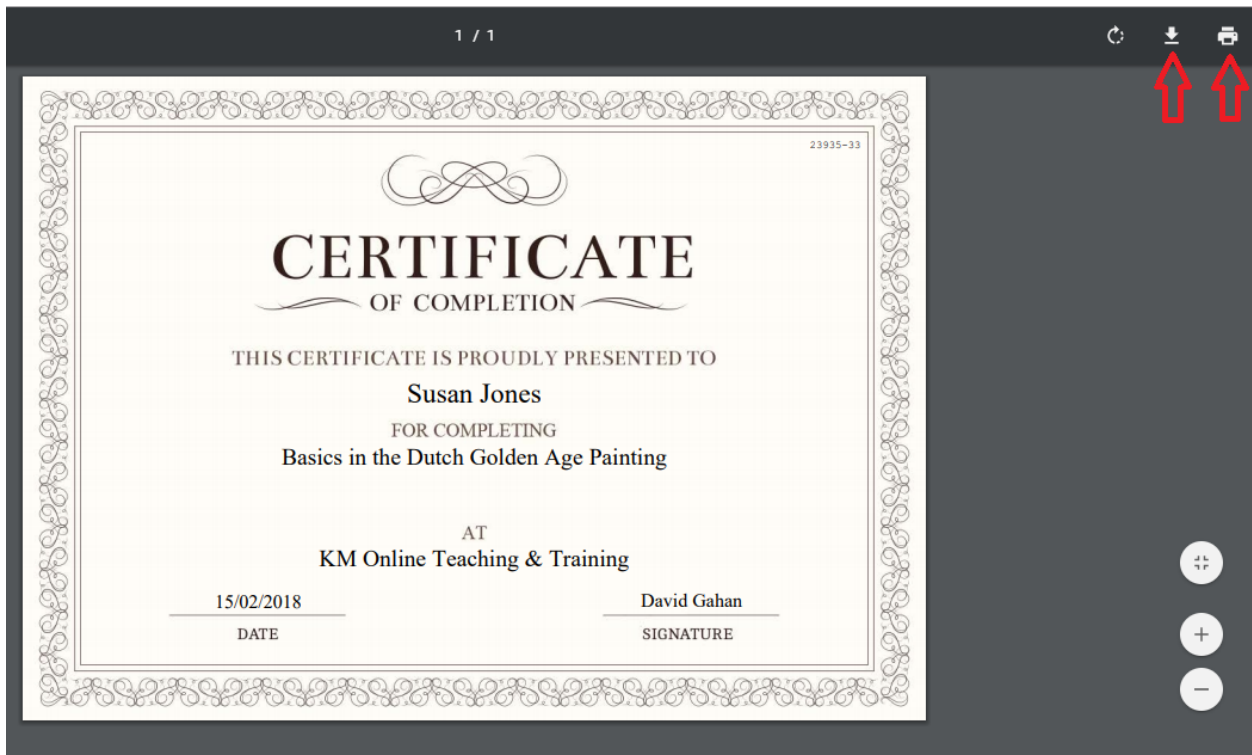 1 / 1
23935-33
CERTIFICATE
OF COMPLETION
THIS CERTIFICATE IS PROUDLY PRESENTED TO
Susan Jones
FOR COMPLETING
Basics in the Dutch Golden Age Painting
AT
KM Online Teaching & Training
15/02/2018 David Gahan
DATE SIGNATURE